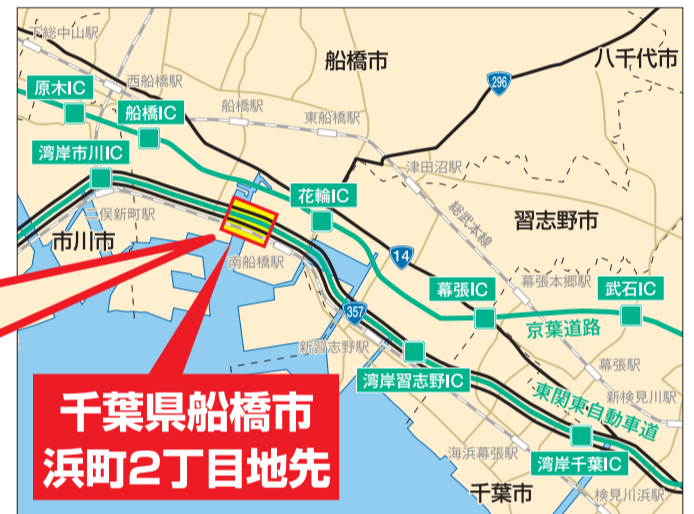 下総中山駅
船橋市
八千代市
西船橋駅
296
原木IC
船橋IC
船橋駅
東船橋駅
湾岸市川IC
津田沼駅
花輪IC
総武本線
習志野市
二俣新町駅
市川市
南船橋駅
14
幕張本郷駅
幕張IC
武石IC
357
京葉道路
新習志野駅
幕張駅
湾岸習志野IC
新検見川駅
東関東自動車道
千葉県船橋市
浜町2丁目地先
海浜幕張駅
湾岸千葉IC
千葉市
検見川浜駅